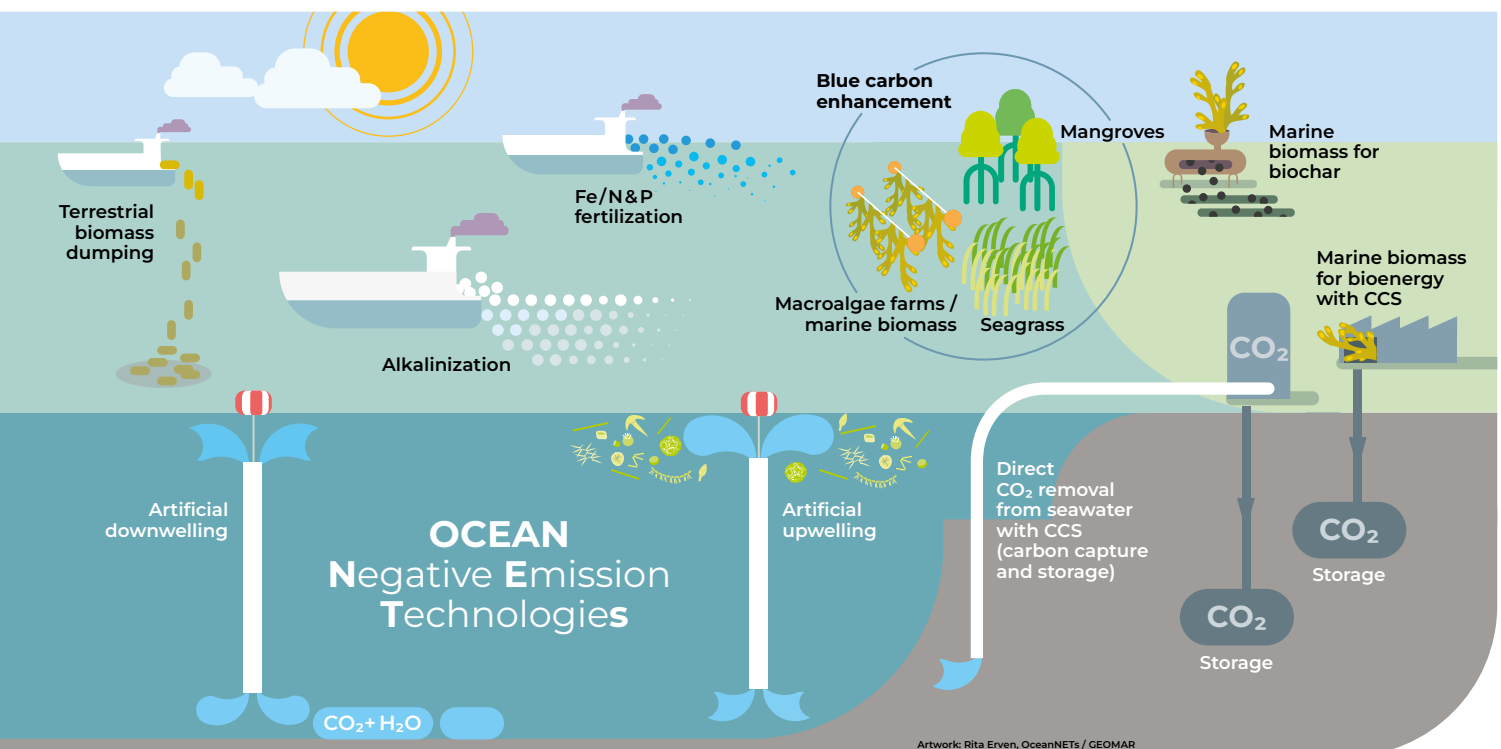 Blue carbon
enhancement
Mangroves
Marine
biomass for
biochar
Terrestrial
biomass
dumping
Fe/N&P
fertilization
Marine biomass
for bioenergy
with CCS
Macroalgae farms /
marine biomass
Seagrass
Alkalinization
CO₂
Artificial
downwelling
OCEAN
Negative Emission
Technologies
Artificial
upwelling
Direct
CO₂ removal
from seawater
with CCS
(carbon capture
and storage)
CO₂
Storage
CO₂
Storage
CO₂+ H₂O
Artwork: Rita Erven, OceanNETs / GEOMAR